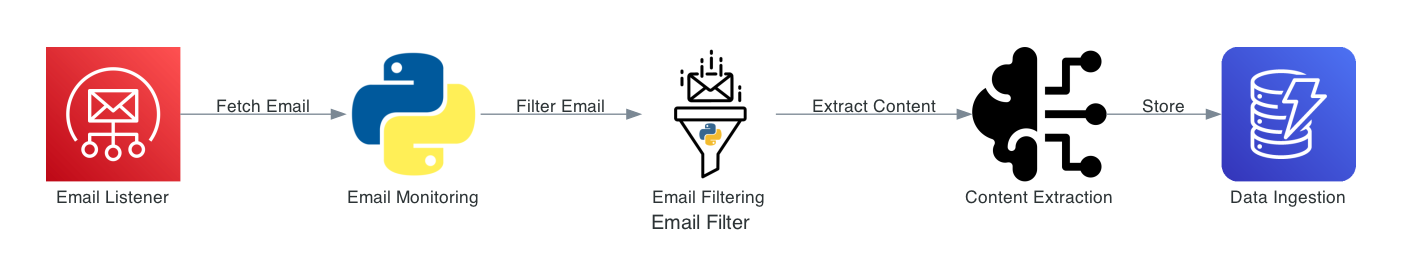 Fetch Email
Filter Email
Extract Content
Store
Email Listener
Email Monitoring
Email Filtering
Content Extraction
Data Ingestion
Email Filter